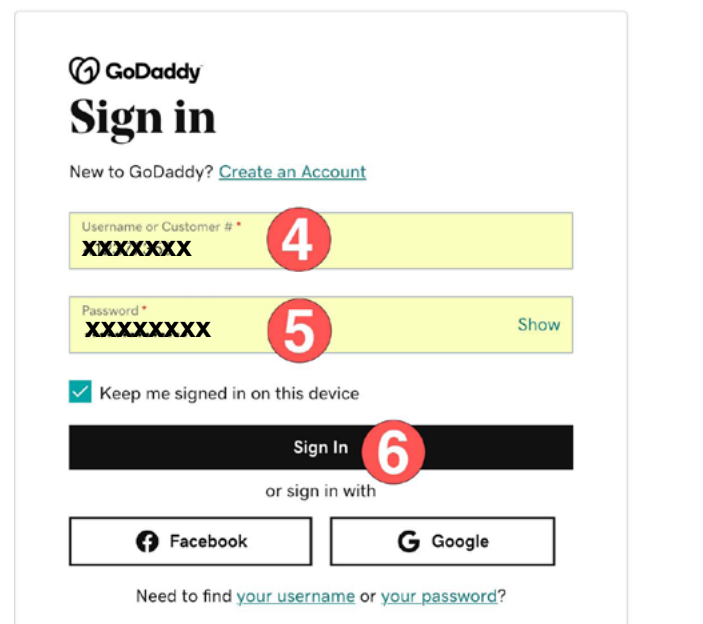 GoDaddy
Sign in
New to GoDaddy? Create an Account
Username or Customer # *
XXXXXXX
4
Password *
XXXXXXXX
5
Show
Keep me signed in on this device
Sign In
6
or sign in with
Facebook
Google
Need to find your username or your password?